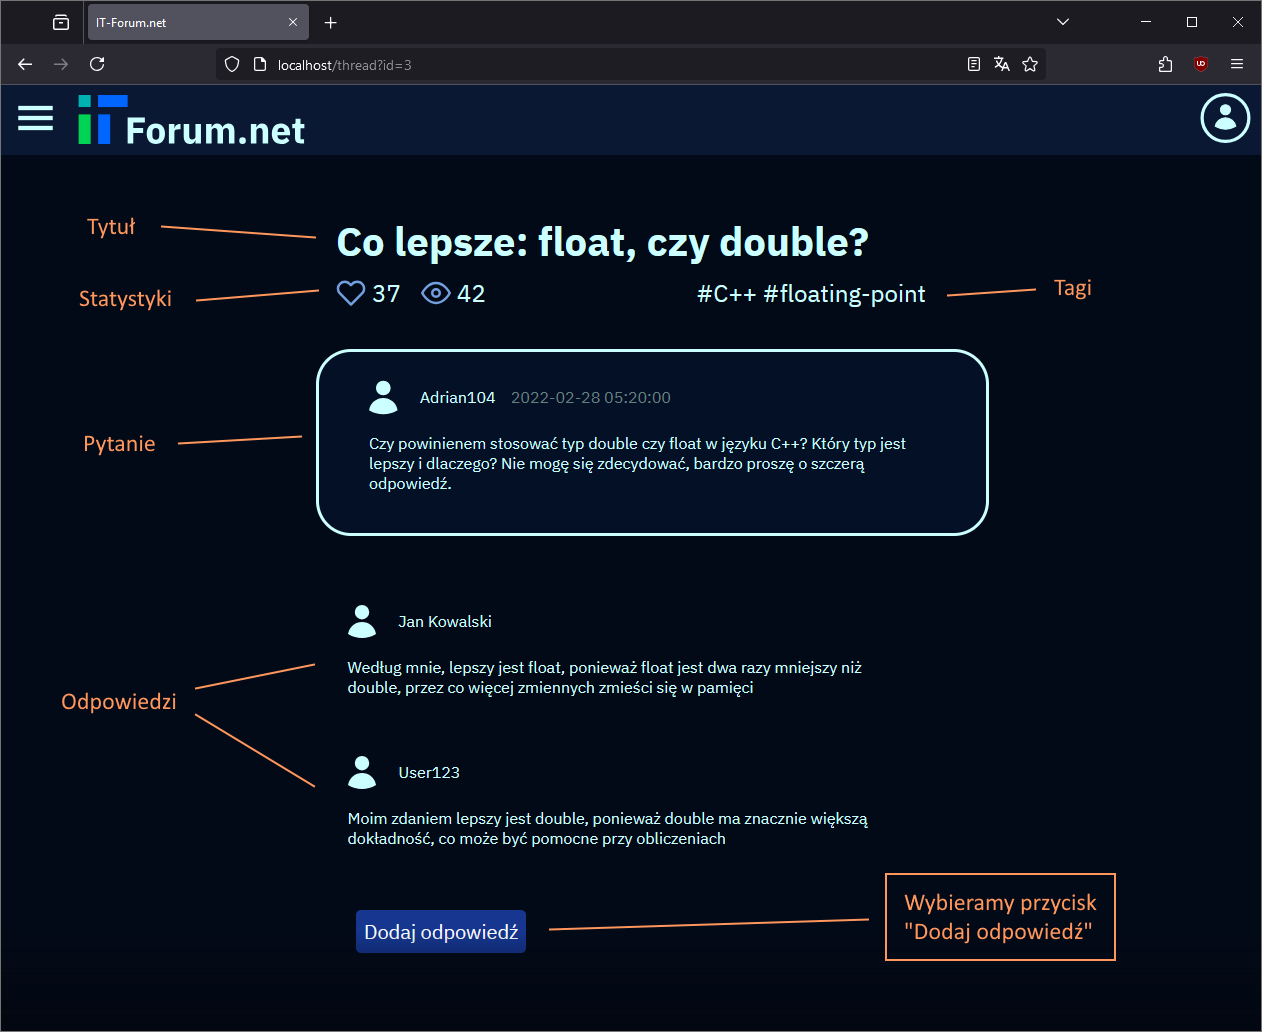 IT-Forum.net
localhost/thread?id=3
iT Forum.net
Tytuł
Co lepsze: float, czy double?
Statystyki
37 42
#C++ #floating-point
Tagi
Adrian104 2022-02-28 05:20:00
Pytanie
Czy powinienem stosować typ double czy float w języku C++? Który typ jest
lepszy i dlaczego? Nie mogę się zdecydować, bardzo proszę o szczerą
odpowiedź.
Jan Kowalski
Według mnie, lepszy jest float, ponieważ float jest dwa razy mniejszy niż
double, przez co więcej zmiennych zmieści się w pamięci
Odpowiedzi
User123
Moim zdaniem lepszy jest double, ponieważ double ma znacznie większą
dokładność, co może być pomocne przy obliczeniach
Dodaj odpowiedź
Wybieramy przycisk
"Dodaj odpowiedź"